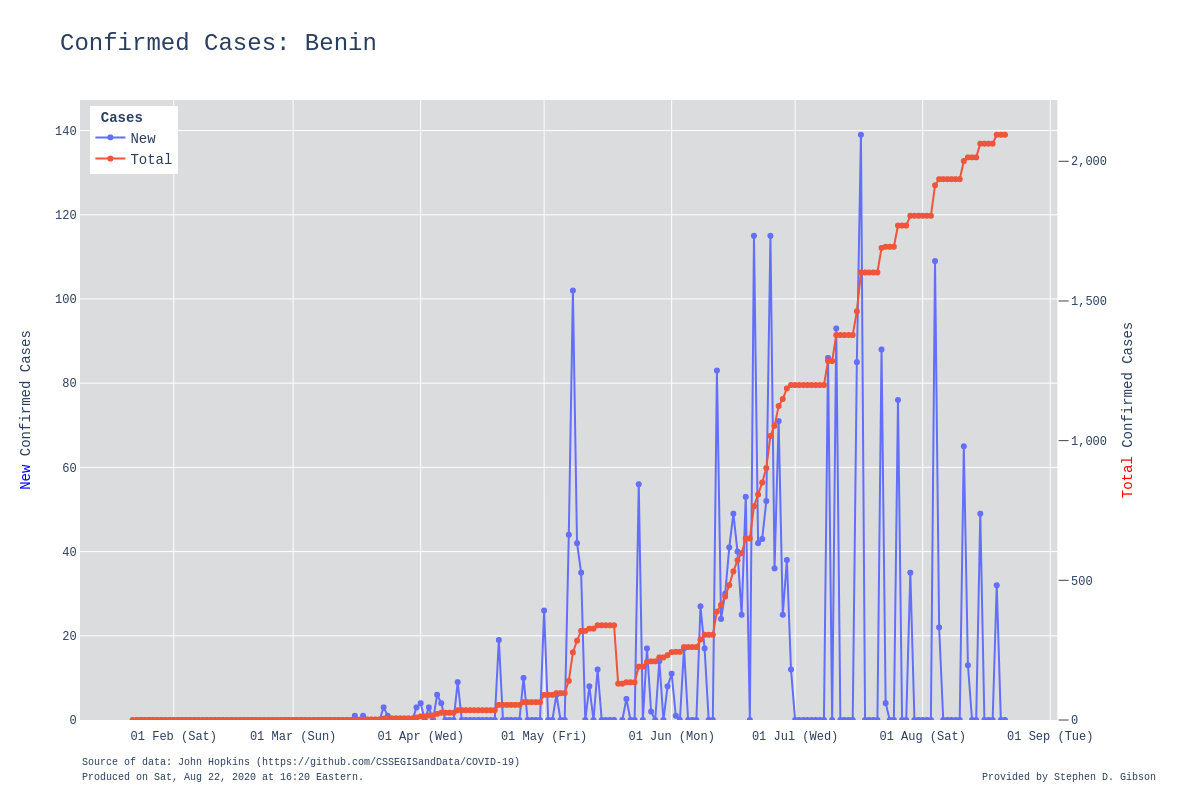 Confirmed Cases: Benin
Cases
New
Total
140
120
100
80
60
40
20
0
2,000
1,500
1,000
500
0
New Confirmed Cases
Total Confirmed Cases
01 Feb (Sat)
01 Mar (Sun)
01 Apr (Wed)
01 May (Fri)
01 Jun (Mon)
01 Jul (Wed)
01 Aug (Sat)
01 Sep (Tue)
Source of data: John Hopkins (https://github.com/CSSEGISandData/COVID-19)
Produced on Sat, Aug 22, 2020 at 16:20 Eastern.
Provided by Stephen D. Gibson